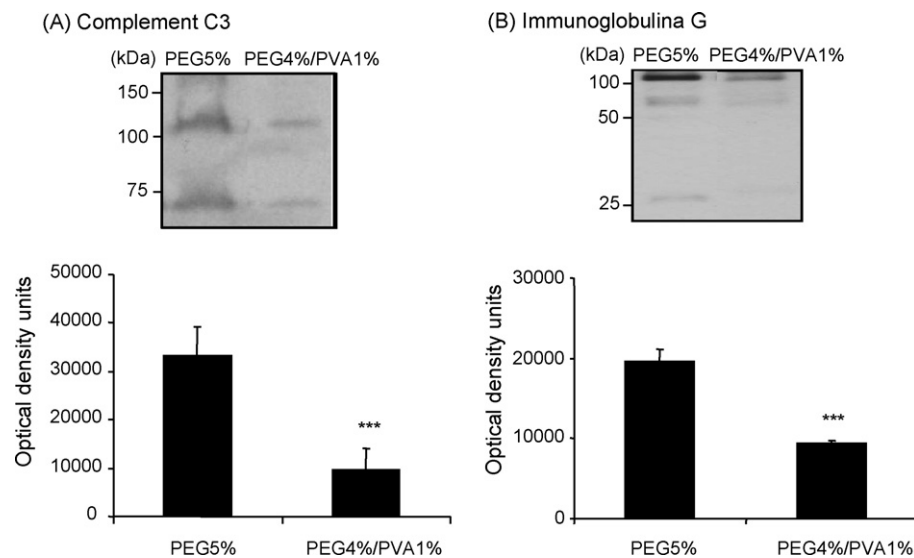 (A) Complement C3
(kDa) PEG5% PEG4%/PVA1%
150
100
75
Optical density units
50000
40000
30000
20000
10000
0
***
PEG5% PEG4%/PVA1%
(B) Immunoglobulina G
(kDa) PEG5% PEG4%/PVA1%
100
50
25
Optical density units
30000
20000
10000
0
***
PEG5% PEG4%/PVA1%